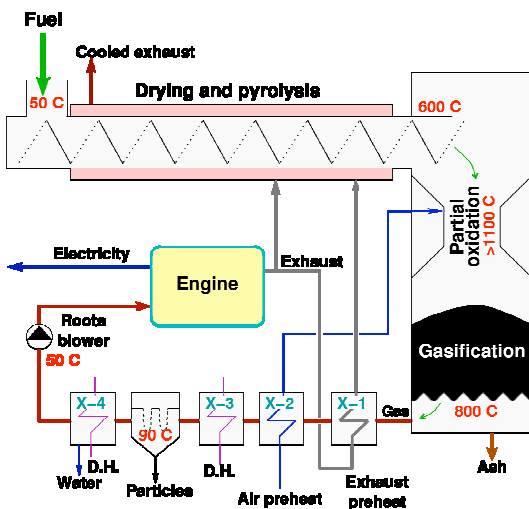 Fuel
Cooled exhaust
Drying and pyrolysis
50 C
600 C
Partial
oxidation
>1100 C
Electricity
Engine
Exhaust
Roots
blower
50 C
Gasification
X-4
90 C
X-3
X-2
X-1
Gas
800 C
D.H.
Water
Particles
D.H.
Air preheat
Exhaust
preheat
Ash